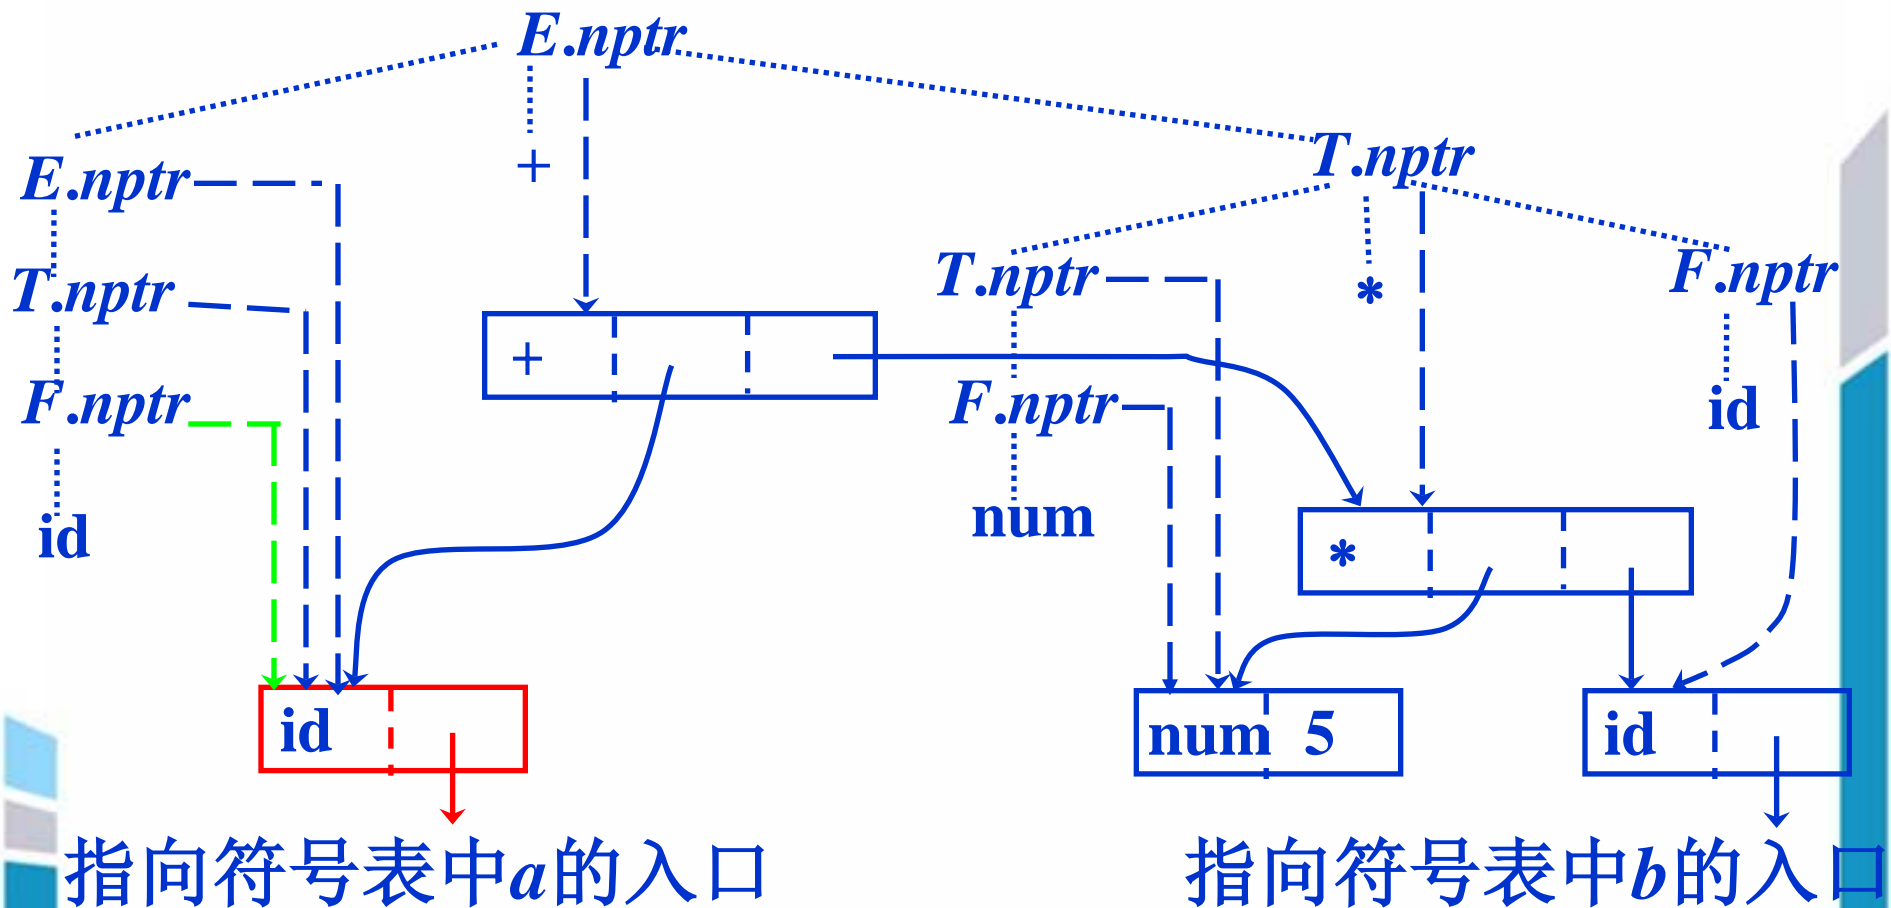 E.nptr
+
T.nptr
E.nptr
T.nptr
*
F.nptr
T.nptr
+
F.nptr
F.nptr
id
num
id
*
id
num 5
id
指向符号表中a的入口
指向符号表中b的入口